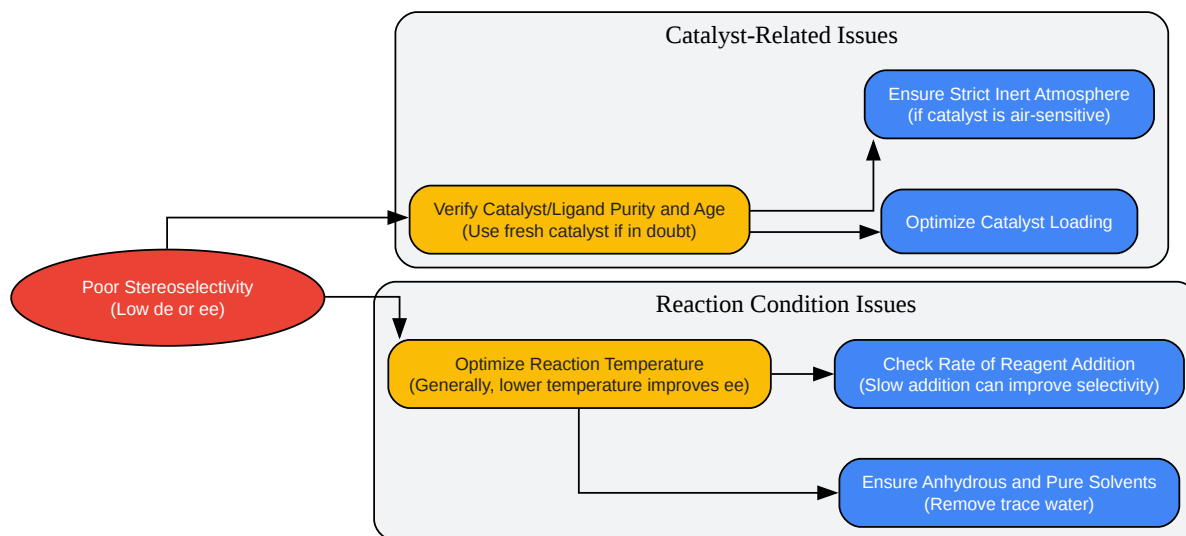 Catalyst-Related Issues
Ensure Strict Inert Atmosphere
(if catalyst is air-sensitive)
Verify Catalyst/Ligand Purity and Age
(Use fresh catalyst if in doubt)
Optimize Catalyst Loading
Poor Stereoselectivity
(Low de or ee)
Reaction Condition Issues
Optimize Reaction Temperature
(Generally, lower temperature improves ee)
Check Rate of Reagent Addition
(Slow addition can improve selectivity)
Ensure Anhydrous and Pure Solvents
(Remove trace water)